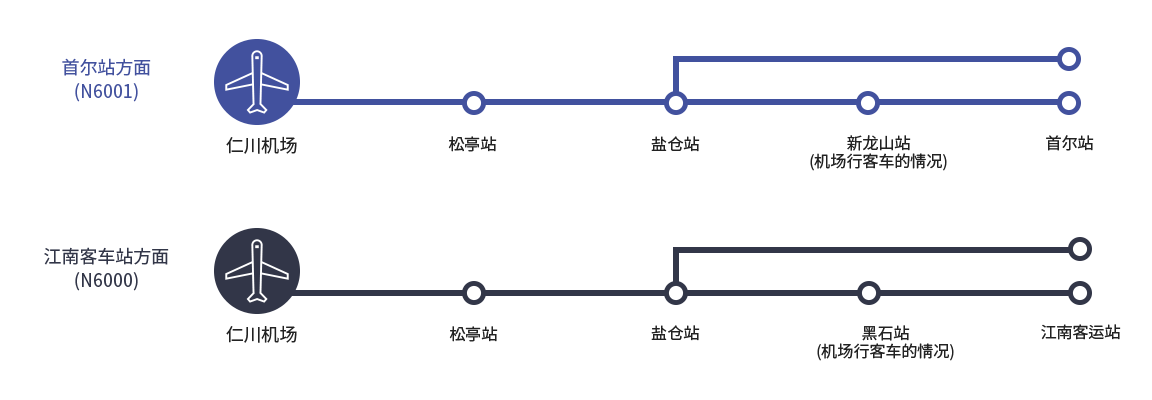 首尔站方面
(N6001)
仁川机场
松亭站
盐仓站
新龙山站
(机场行客车的情况)
首尔站
江南客车站方面
(N6000)
仁川机场
松亭站
盐仓站
黑石站
(机场行客车的情况)
江南客运站